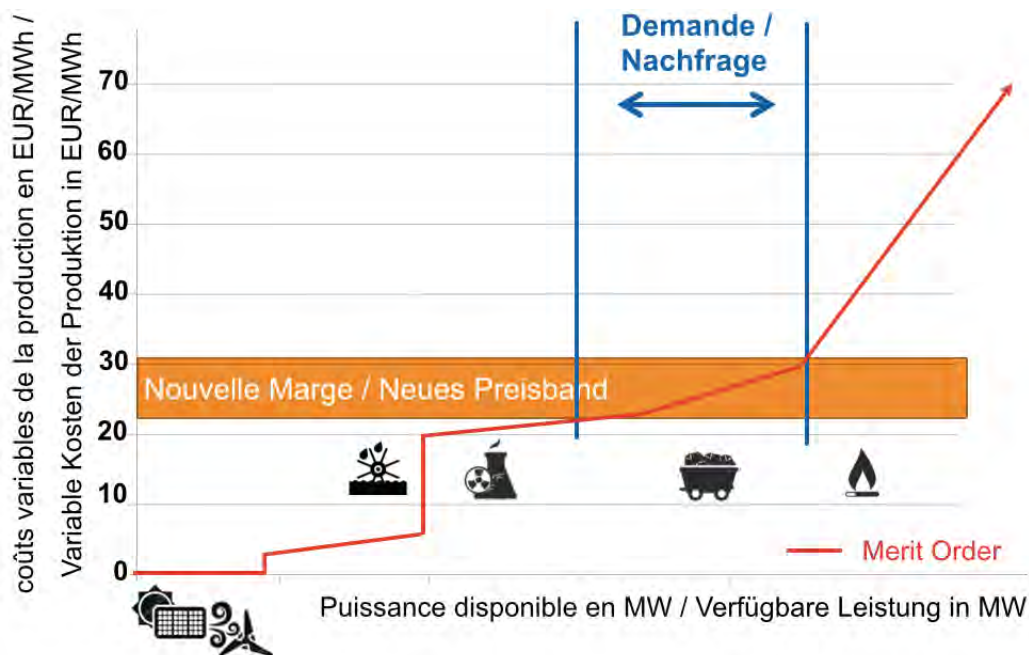 coûts variables de la production en EUR/MWh /
Variable Kosten der Produktion in EUR/MWh
Demande /
Nachfrage
70
60
50
40
30
20
10
0
Nouvelle Marge / Neues Preisband
Merit Order
Puissance disponible en MW / Verfügbare Leistung in MW